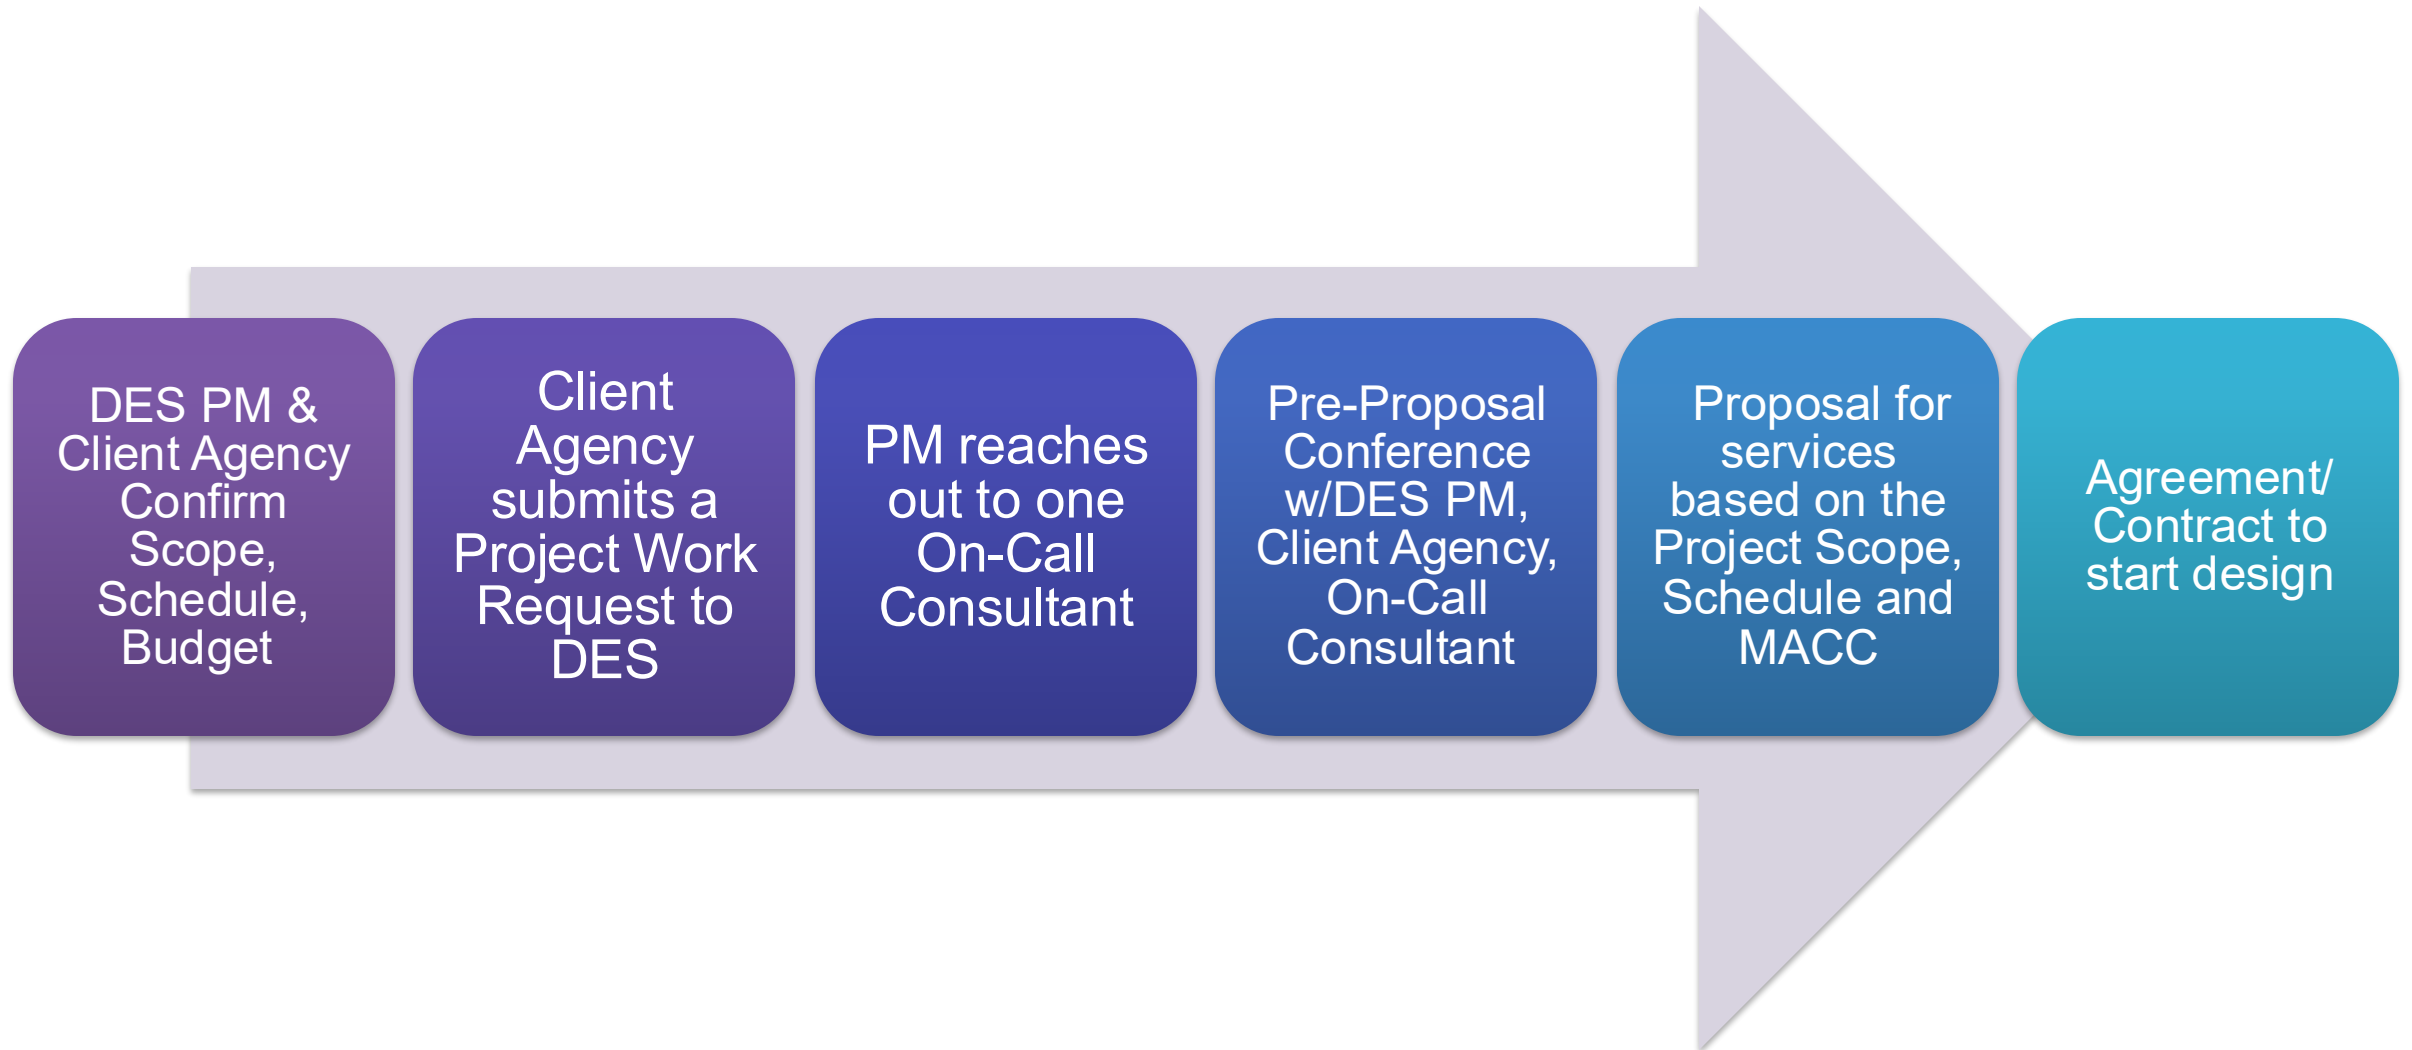 DES PM &
Client Agency
Confirm
Scope,
Schedule,
Budget
Client
Agency
submits a
Project Work
Request to
DES
PM reaches
out to one
On-Call
Consultant
Pre-Proposal
Conference
w/DES PM,
Client Agency,
On-Call
Consultant
Proposal for
services
based on the
Project Scope,
Schedule and
MACC
Agreement/
Contract to
start design